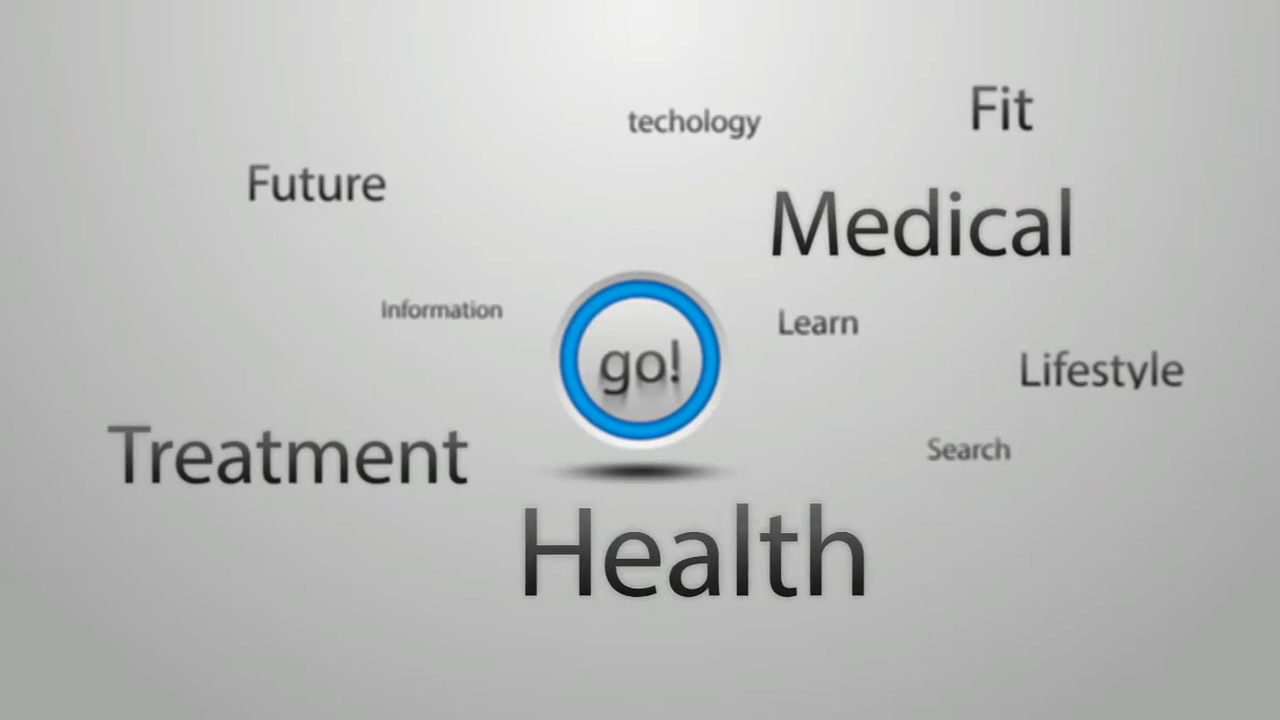 Fit
techology
Future
Medical
Information
Learn
go!
Lifestyle
Search
Treatment
Health